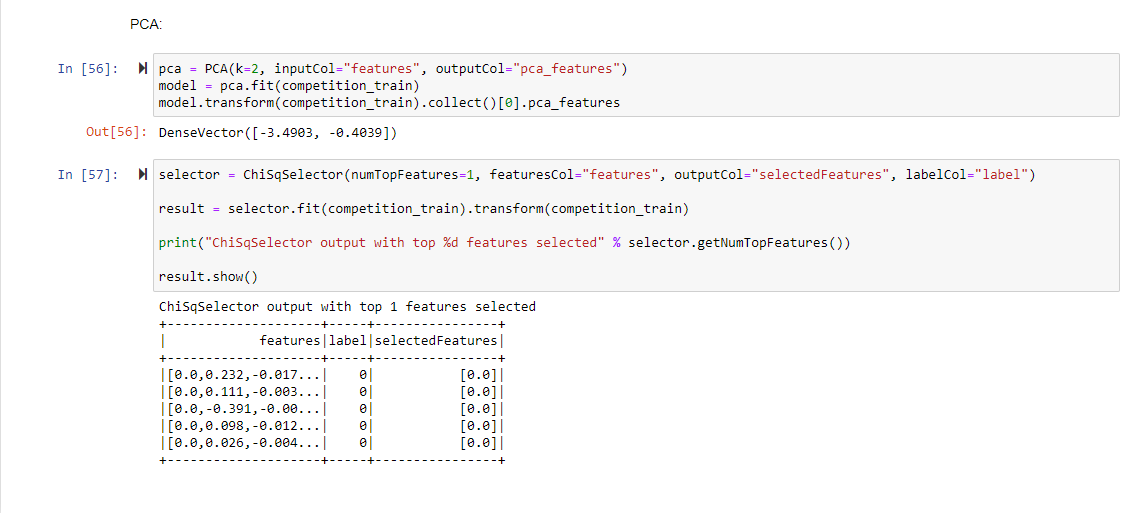 PCA:
In [56]: pca = PCA(k=2, inputCol="features", outputCol="pca_features")
model = pca.fit(competition_train)
model.transform(competition_train).collect()[0].pca_features
Out[56]: DenseVector([-3.4903, -0.4039])
In [57]: selector = ChiSqSelector(numTopFeatures=1, featuresCol="features", outputCol="selectedFeatures", labelCol="label")
result = selector.fit(competition_train).transform(competition_train)
print("ChiSqSelector output with top %d features selected" % selector.getNumTopFeatures())
result.show()
ChiSqSelector output with top 1 features selected
+--------------------+-----+----------------+
|            features|label|selectedFeatures|
+--------------------+-----+----------------+
|[0.0,0.232,-0.017...|    0|           [0.0]|
|[0.0,0.111,-0.003...|    0|           [0.0]|
|[0.0,-0.391,-0.00...|    0|           [0.0]|
|[0.0,0.098,-0.012...|    0|           [0.0]|
|[0.0,0.026,-0.004...|    0|           [0.0]|
+--------------------+-----+----------------+